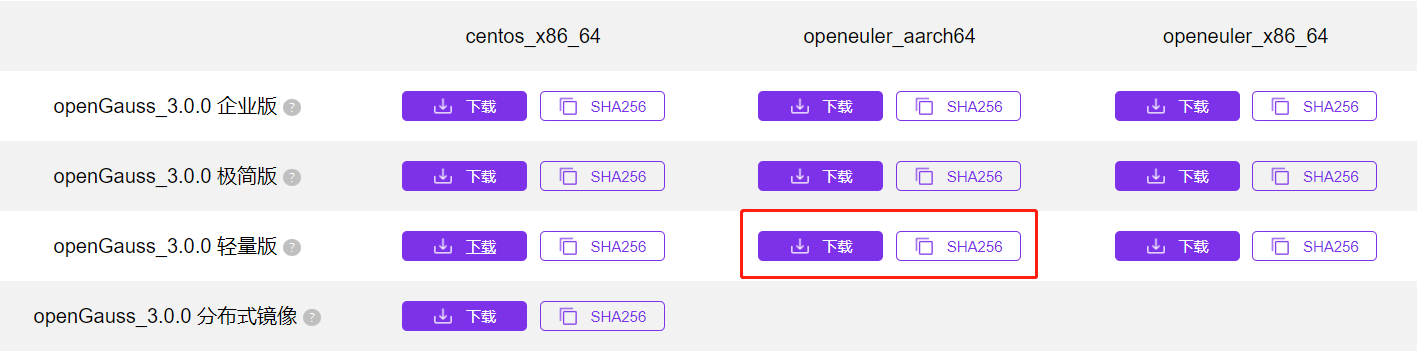 centos_x86_64 openeuler_aarch64 openeuler_x86_64
openGauss_3.0.0 企业版 ? 下载 SHA256 下载 SHA256 下载 SHA256
openGauss_3.0.0 极简版 ? 下载 SHA256 下载 SHA256 下载 SHA256
openGauss_3.0.0 轻量版 ? 下载 SHA256 下载 SHA256 下载 SHA256
openGauss_3.0.0 分布式镜像 ? 下载 SHA256